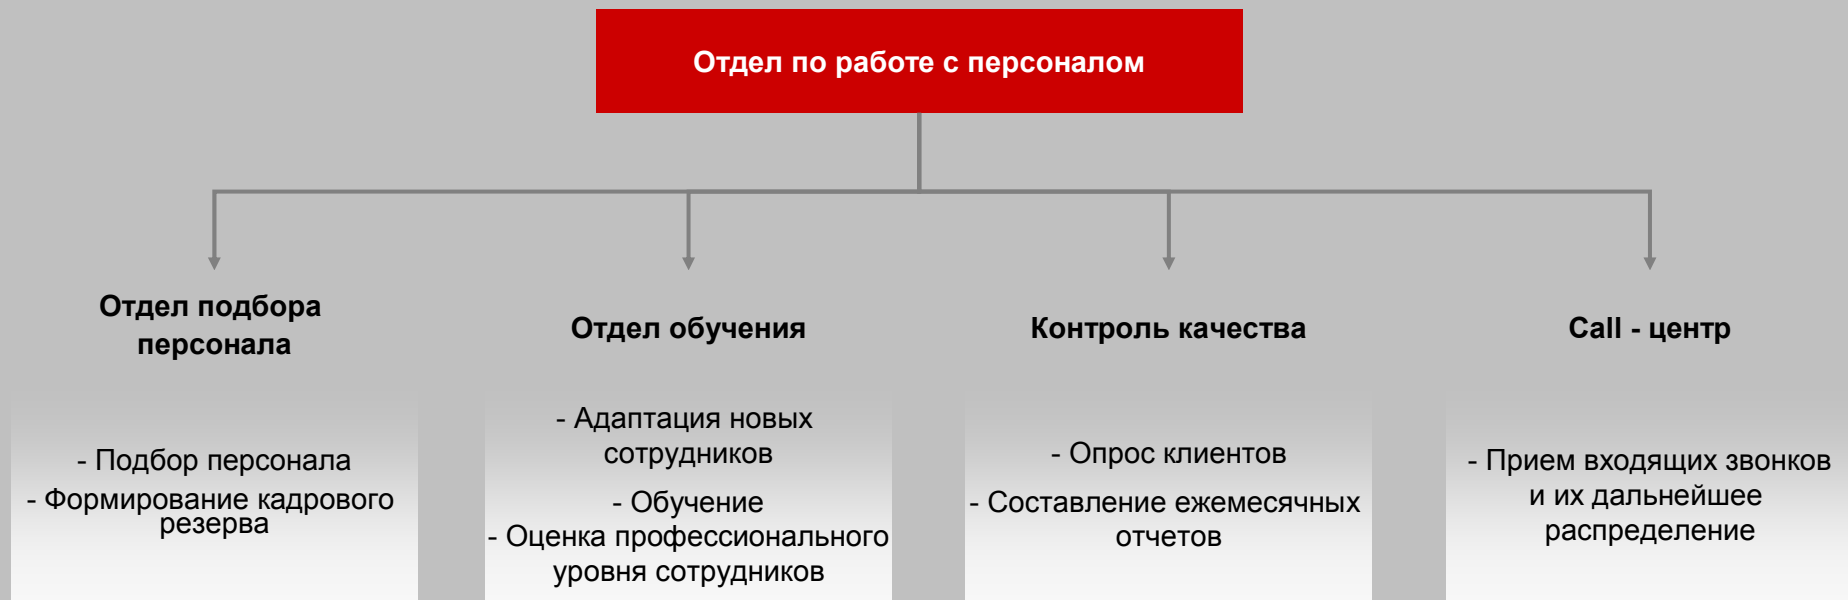 Отдел по работе с персоналом
Отдел подбора
персонала
- Подбор персонала
- Формирование кадрового
резерва
Отдел обучения
- Адаптация новых
сотрудников
- Обучение
- Оценка профессионального
уровня сотрудников
Контроль качества
- Опрос клиентов
- Составление ежемесячных
отчетов
Call - центр
- Прием входящих звонков
и их дальнейшее
распределение